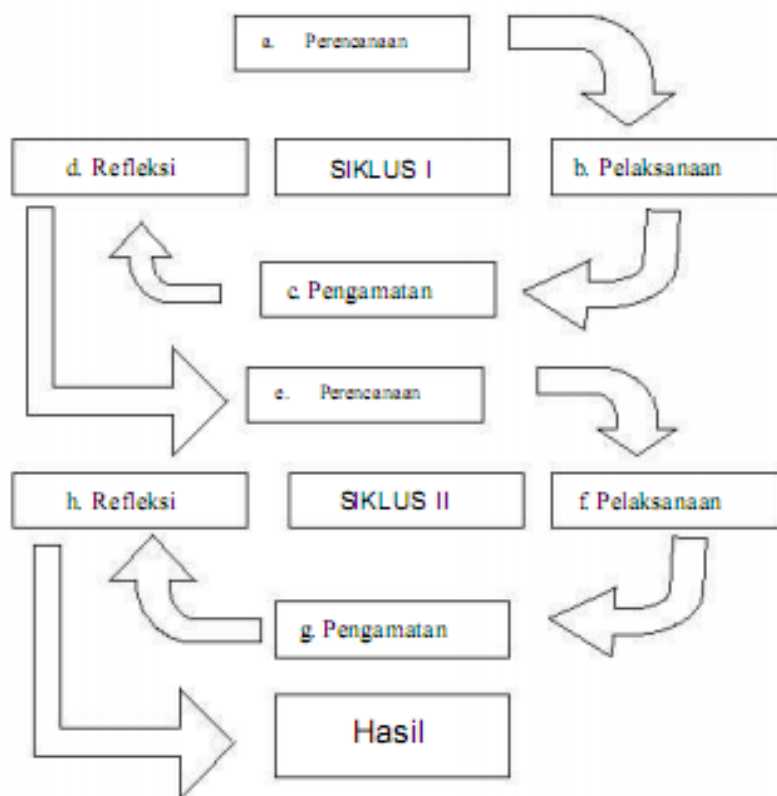 a. Perencanaan
d. Refleksi
SIKLUS I
b. Pelaksanaan
c. Pengamatan
e. Perencanaan
h. Refleksi
SIKLUS II
f. Pelaksanaan
g. Pengamatan
Hasil